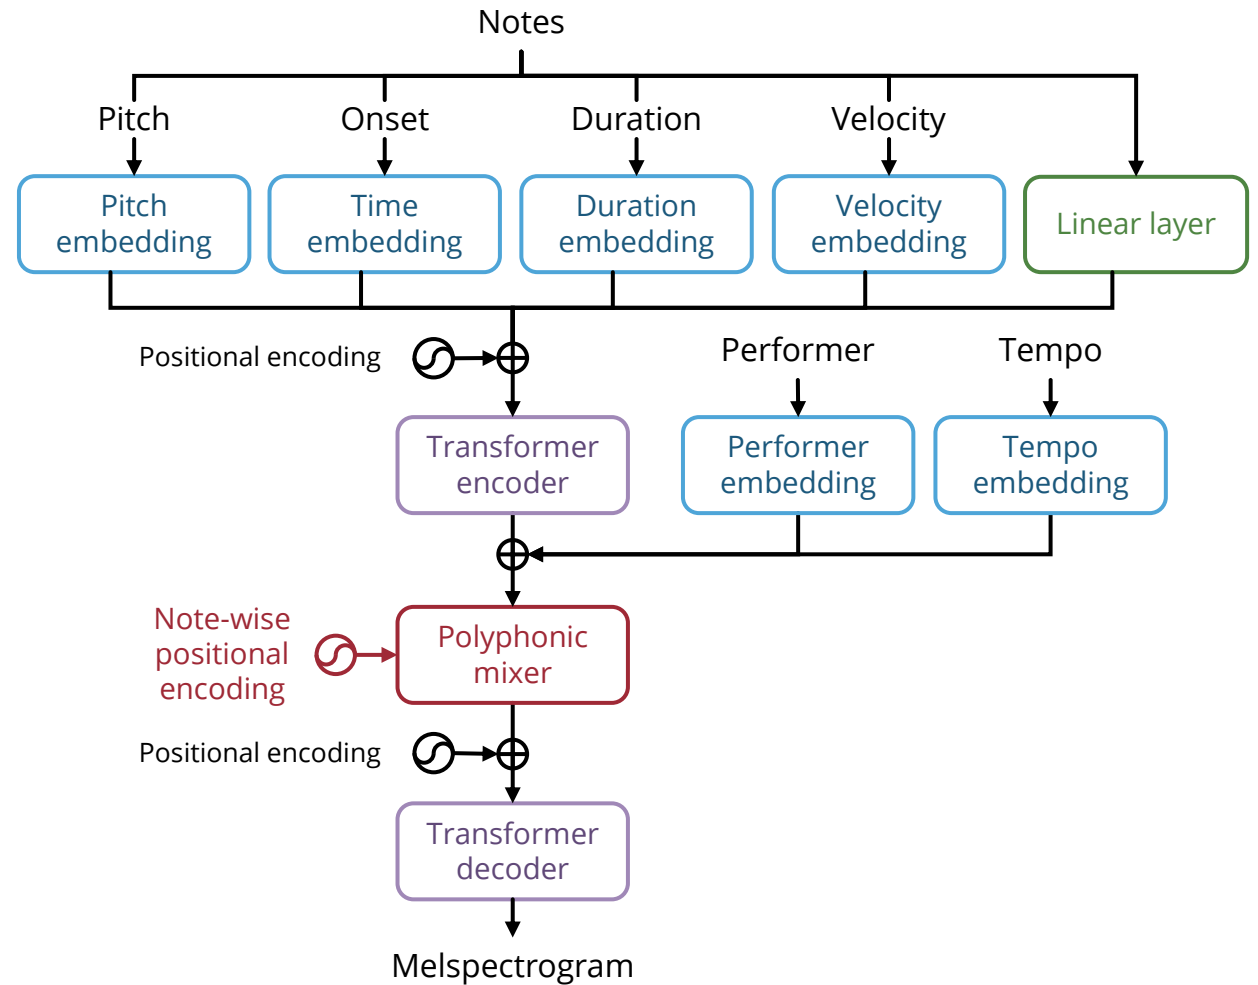 Notes
Pitch
Onset
Duration
Velocity
Pitch
embedding
Time
embedding
Duration
embedding
Velocity
embedding
Linear layer
Positional encoding
Performer
Tempo
Transformer
encoder
Performer
embedding
Tempo
embedding
Note-wise
positional
encoding
Polyphonic
mixer
Positional encoding
Transformer
decoder
Melspectrogram